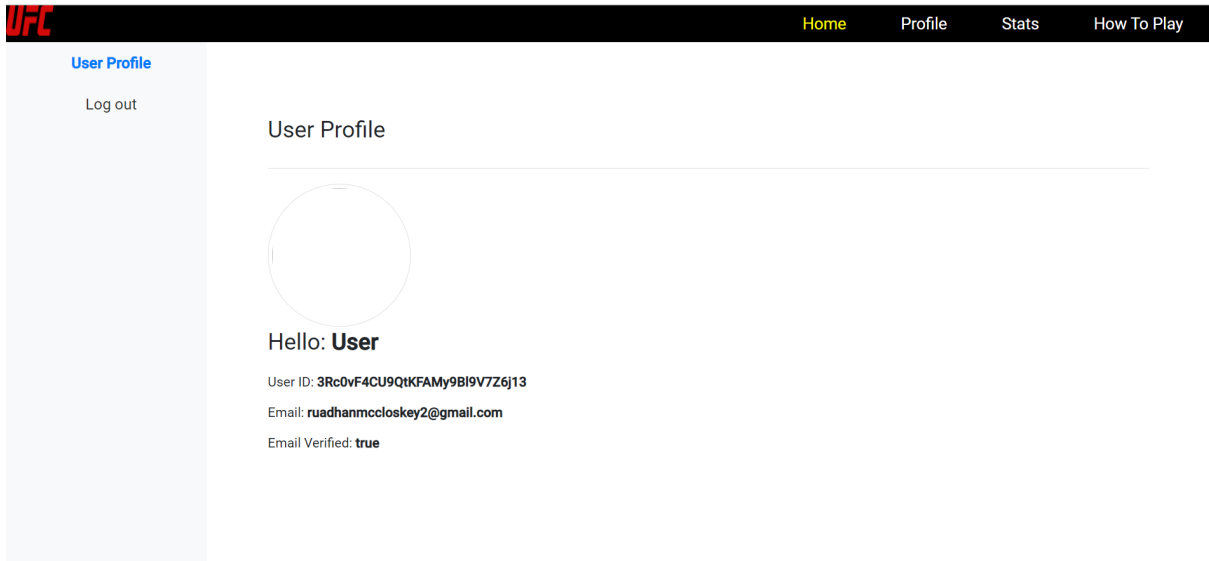 UFC Home Profile Stats How To Play
User Profile
Log out
User Profile
Hello: User
User ID: 3Rc0vF4CU9QtKFAMy9Bl9V7Z6j13
Email: ruadhanmccloskey2@gmail.com
Email Verified: true